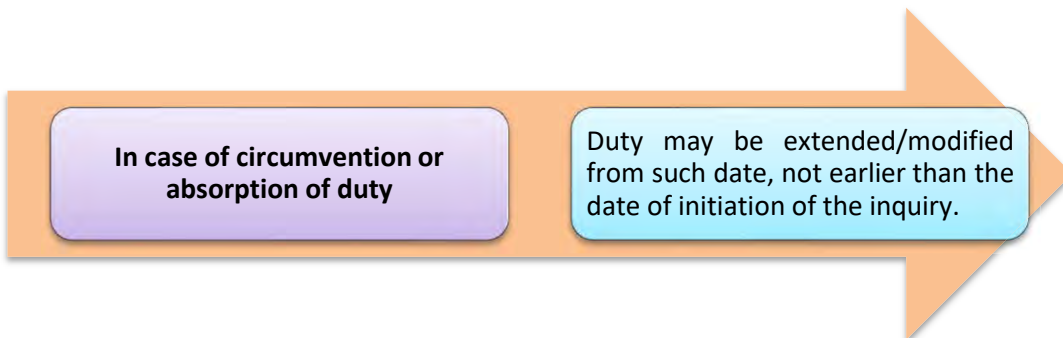 In case of circumvention or
absorption of duty
Duty may be extended/modified
from such date, not earlier than the
date of initiation of the inquiry.